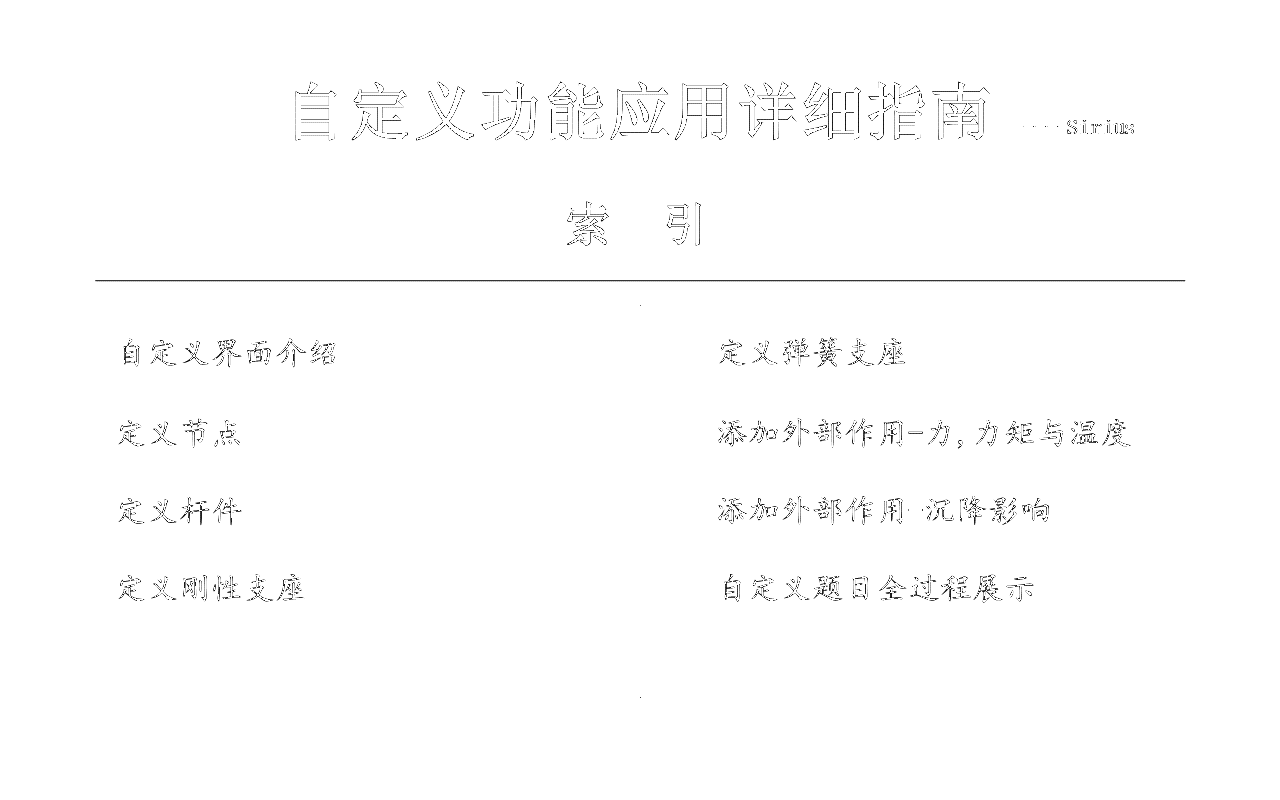 自定义功能应用详细指南 ----Sirius
索 引
自定义界面介绍
定义节点
定义杆件
定义刚性支座
定义弹簧支座
添加外部作用-力,力矩与温度
添加外部作用-沉降影响
自定义题目全过程展示